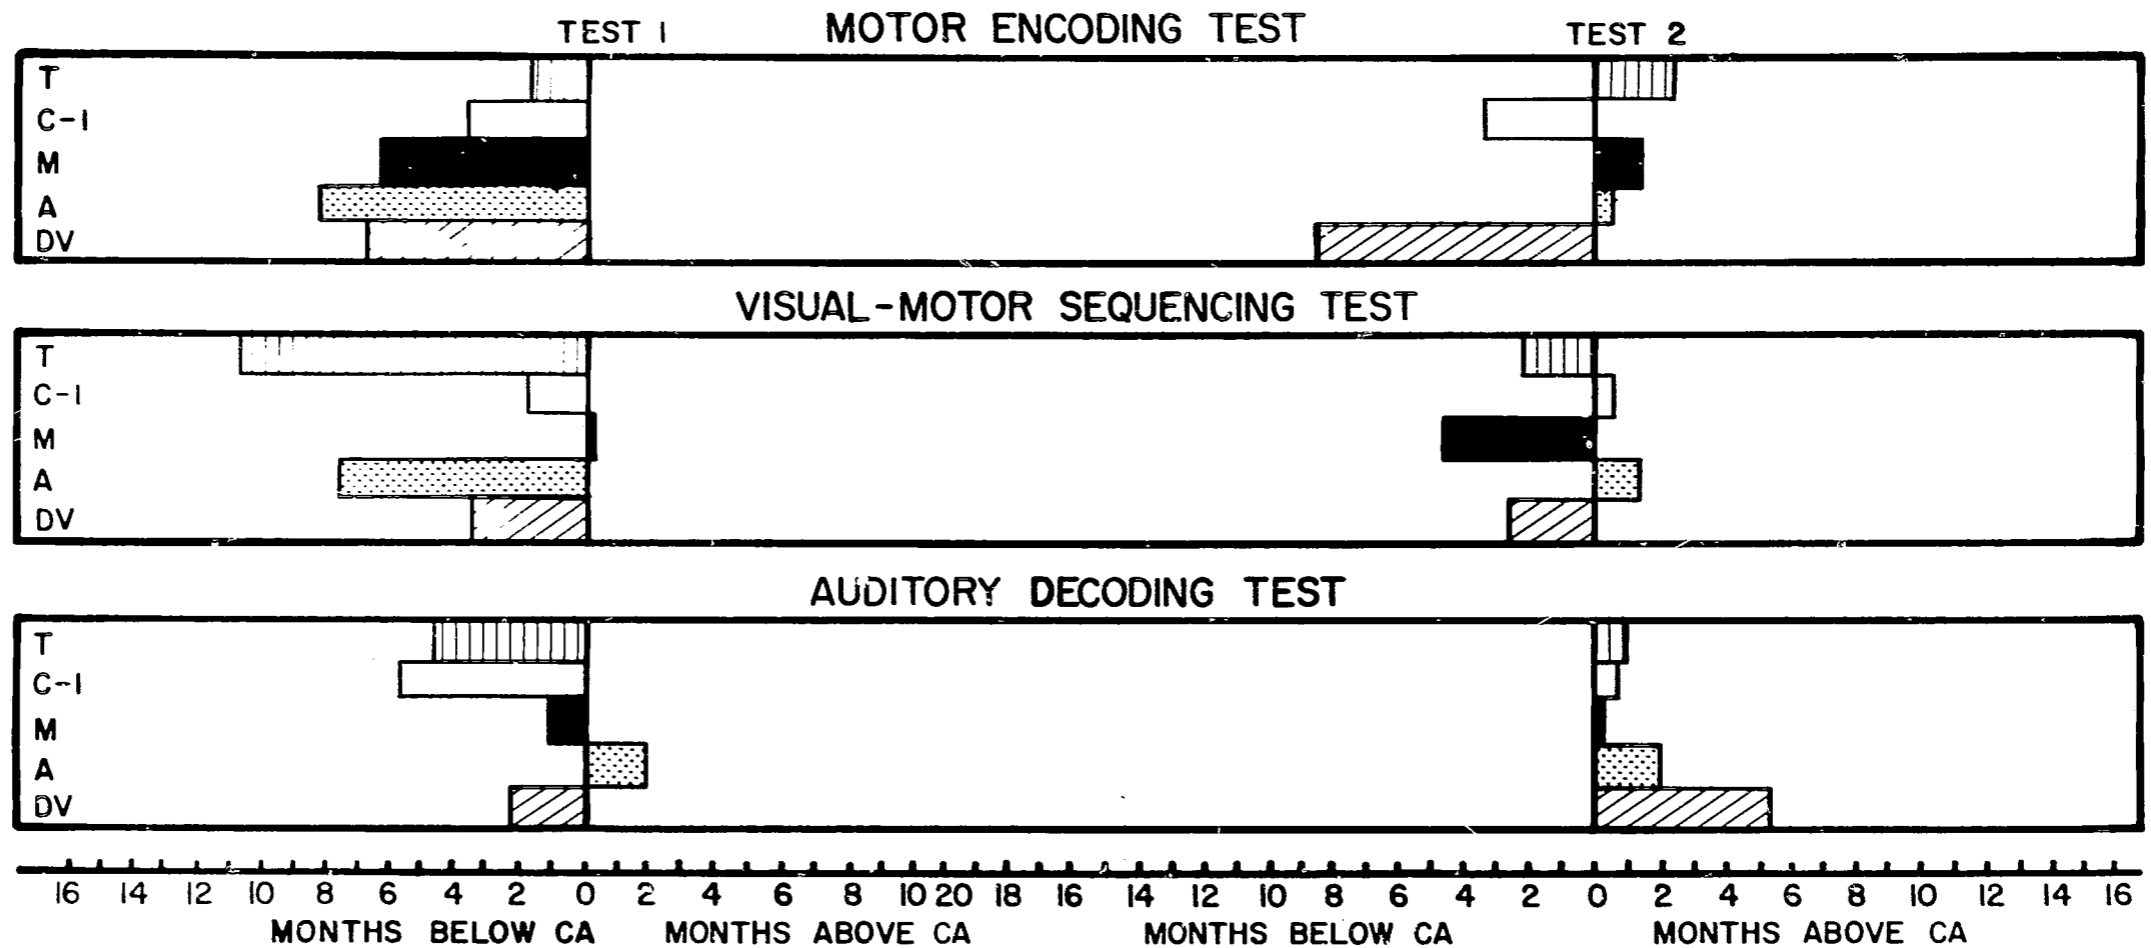 TEST 1 MOTOR ENCODING TEST TEST 2
T
C-1
M
A
DV
VISUAL-MOTOR SEQUENCING TEST
T
C-1
M
A
DV
AUDITORY DECODING TEST
T
C-1
M
A
DV
16 14 12 10 8 6 4 2 0 2 4 6 8 10 20 18 16 14 12 10 8 6 4 2 0 2 4 6 8 10 12 14 16
MONTHS BELOW CA MONTHS ABOVE CA MONTHS BELOW CA MONTHS ABOVE CA